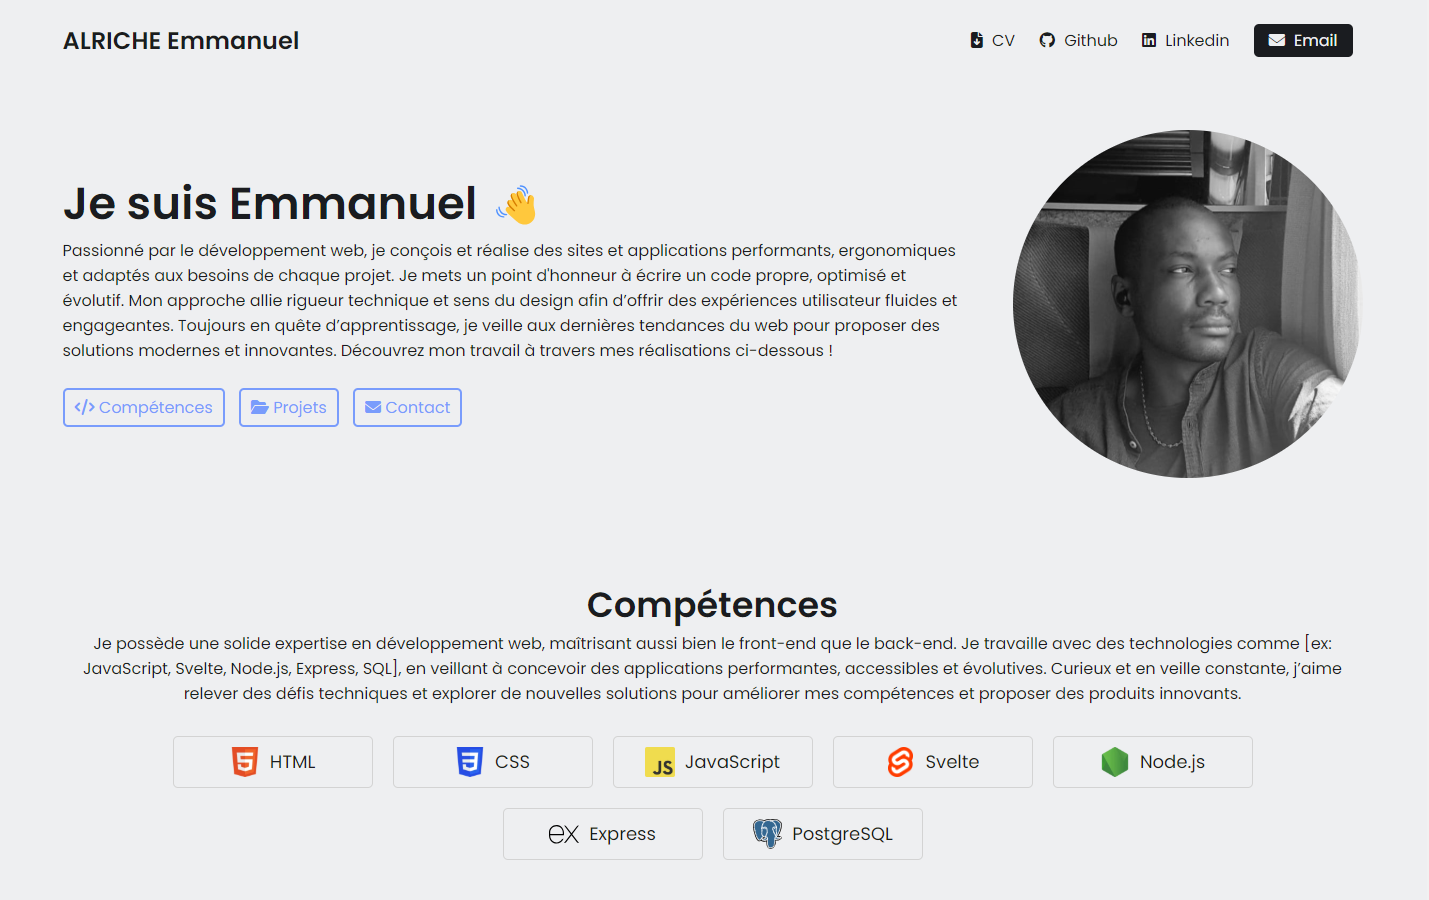 ALRICHE Emmanuel
CV Github Linkedin Email
Je suis Emmanuel
Passionné par le développement web, je conçois et réalise des sites et applications performants, ergonomiques
et adaptés aux besoins de chaque projet. Je mets un point d'honneur à écrire un code propre, optimisé et
évolutif. Mon approche allie rigueur technique et sens du design afin d’offrir des expériences utilisateur fluides et
engageantes. Toujours en quête d’apprentissage, je veille aux dernières tendances du web pour proposer des
solutions modernes et innovantes. Découvrez mon travail à travers mes réalisations ci-dessous !
</> Compétences Projets Contact
Compétences
Je possède une solide expertise en développement web, maîtrisant aussi bien le front-end que le back-end. Je travaille avec des technologies comme [ex:
JavaScript, Svelte, Node.js, Express, SQL], en veillant à concevoir des applications performantes, accessibles et évolutives. Curieux et en veille constante, j’aime
relever des défis techniques et explorer de nouvelles solutions pour améliorer mes compétences et proposer des produits innovants.
5 HTML 3 CSS JS JavaScript Svelte Node.js
ex Express PostgreSQL